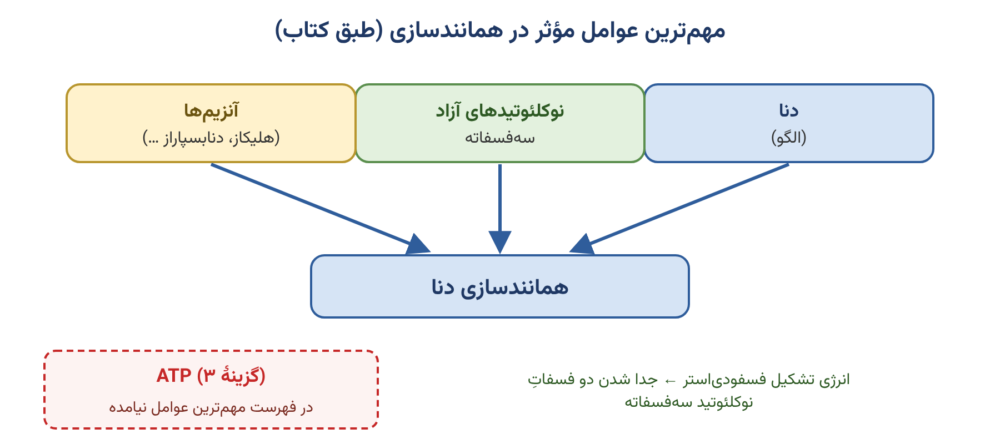 مهم‌ترین عوامل مؤثر در همانندسازی (طبق کتاب)
دنا
(الگو)
نوکلئوتیدهای آزاد
سه‌فسفاته
آنزیم‌ها
(هلیکاز، دنابسپاراز ...)
همانندسازی دنا
انرژی تشکیل فسفودی‌استر ← جدا شدن دو فسفاتِ
نوکلئوتید سه‌فسفاته
ATP (گزینهٔ ۳)
در فهرست مهم‌ترین عوامل نیامده